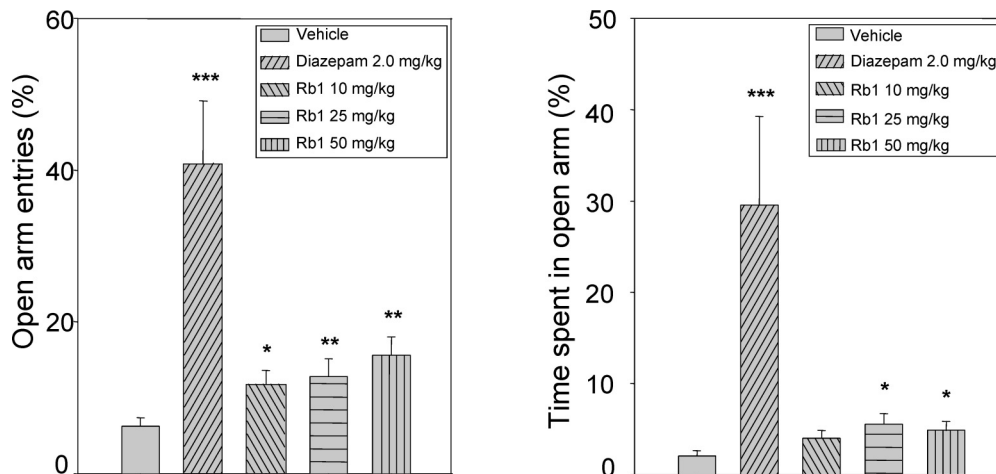 60
40
20
0
Open arm entries (%)
Vehicle
Diazepam 2.0 mg/kg
Rb1 10 mg/kg
Rb1 25 mg/kg
Rb1 50 mg/kg
***
*
**
**
50
40
30
20
10
0
Time spent in open arm (%)
Vehicle
Diazepam 2.0 mg/kg
Rb1 10 mg/kg
Rb1 25 mg/kg
Rb1 50 mg/kg
***
*
*